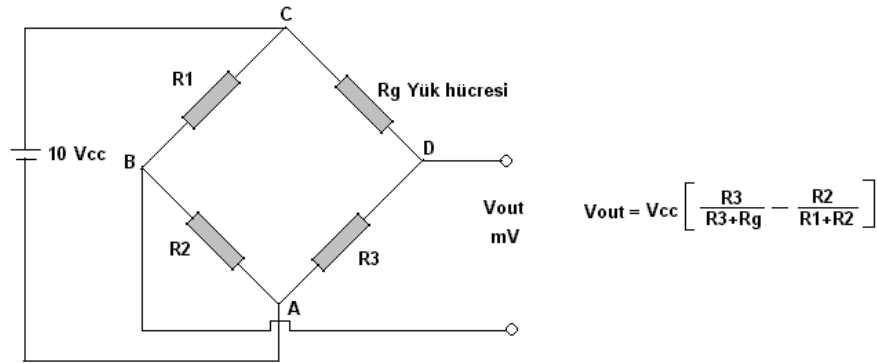 C
R1
Rg Yük hücresi
10 Vcc
B
D
Vout
mV
Vout = Vcc [ R3 / R3+Rg − R2 / R1+R2 ]
R2
R3
A